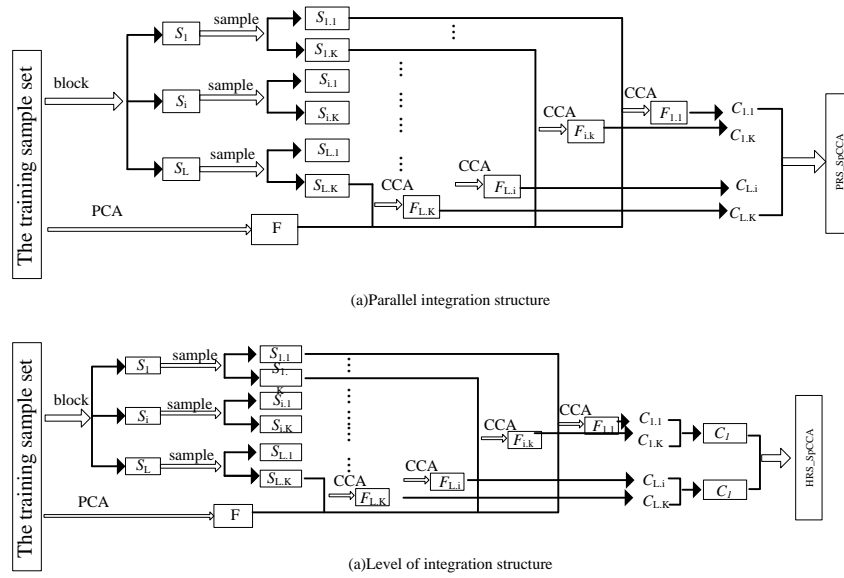 The training sample set
block
PCA
S1
Si
SL
sample
sample
sample
S1.1
S1.K
Si.1
Si.K
SL.1
SL.K
F
...
CCA
FL.K
CCA
FL.i
CCA
Fi.k
CCA
F1.1
C1.1
C1.K
CL.i
CL.K
PRS_SpCCA
(a)Parallel integration structure
The training sample set
block
PCA
S1
Si
SL
sample
sample
sample
S1.1
S1.K
Si.1
Si.K
SL.1
SL.K
F
CCA
FL.K
CCA
FL.i
CCA
Fi.k
CCA
F1.1
C1.1
C1.K
CL.i
CL.K
C1
C1
HRS_SpCCA
(a)Level of integration structure